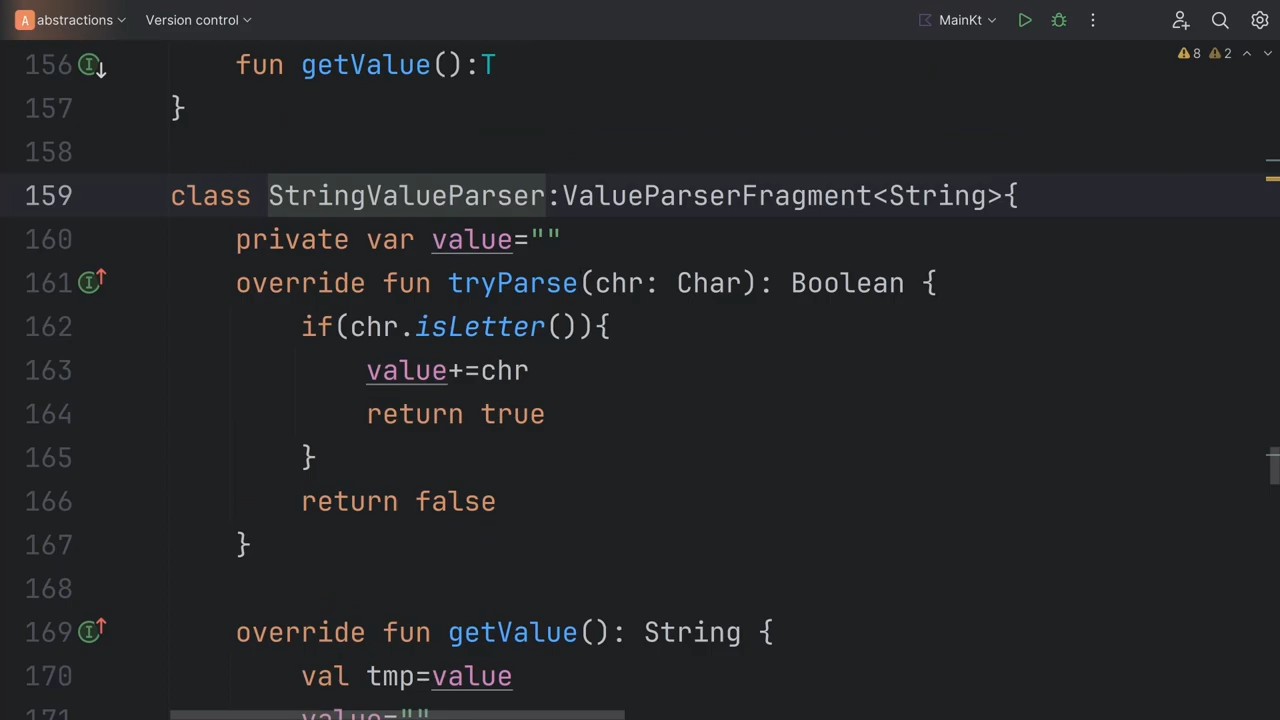 A abstractions Version control MainKt
8 2
156 fun getValue():T
157 }
158
159 class StringValueParser:ValueParserFragment<String>{
160 private var value=""
161 override fun tryParse(chr: Char): Boolean {
162 if(chr.isLetter()){
163 value+=chr
164 return true
165 }
166 return false
167 }
168
169 override fun getValue(): String {
170 val tmp=value
171 value=""